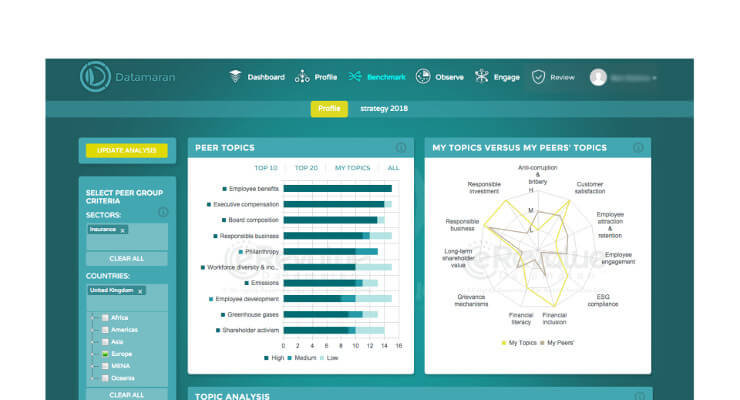 Datamaran
Dashboard
Profile
Benchmark
Observe
Engage
Review
Profile
strategy 2018
UPDATE ANALYSIS
SELECT PEER GROUP
CRITERIA
SECTORS:
Insurance x
CLEAR ALL
COUNTRIES:
United Kingdom x
Africa
Americas
Asia
Europe
MENA
Oceania
CLEAR ALL
PEER TOPICS
TOP 10
TOP 20
MY TOPICS
ALL
Employee benefits
Executive compensation
Board composition
Responsible business
Philanthropy
Workforce diversity & inc...
Emissions
Employee development
Greenhouse gases
Shareholder activism
0 2 4 6 8 10 12 14 16
High Medium Low
MY TOPICS VERSUS MY PEERS' TOPICS
Anti-corruption
&
bribery
H
M
L
Customer
satisfaction
Employee
attraction
&
retention
Employee
engagement
ESG
compliance
Financial
inclusion
Financial
literacy
Grievance
mechanisms
Long-term
shareholder
value
Responsible
business
Responsible
investment
My Topics My Peers'
TOPIC ANALYSIS